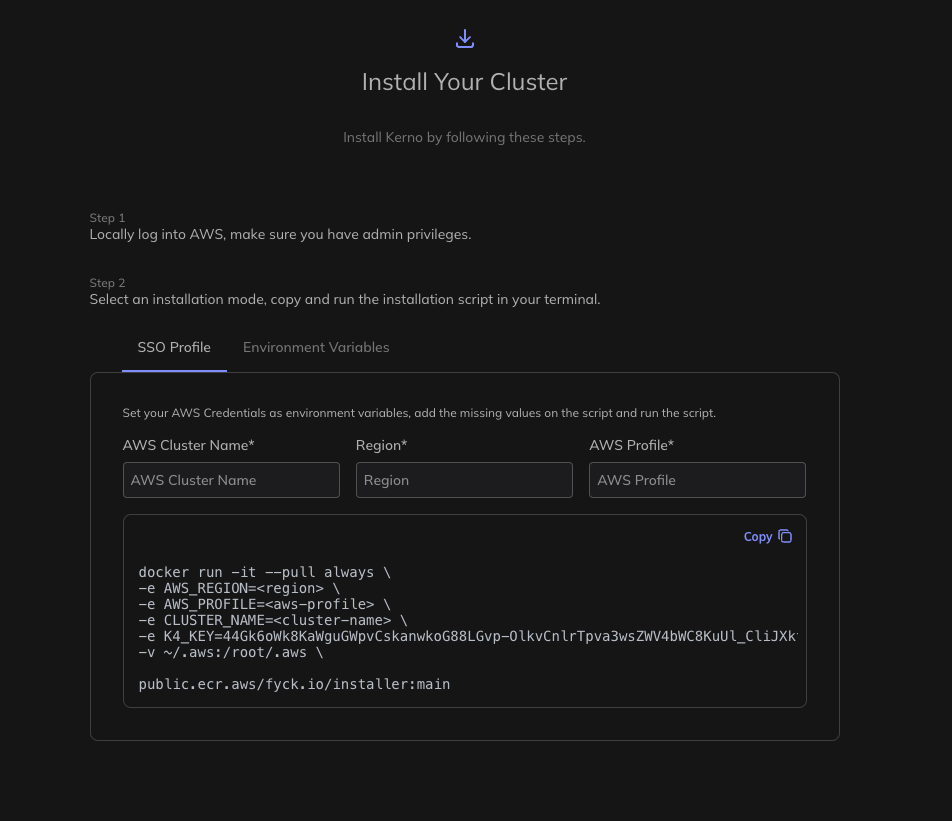 Install Your Cluster
Install Kerno by following these steps.
Step 1
Locally log into AWS, make sure you have admin privileges.
Step 2
Select an installation mode, copy and run the installation script in your terminal.
SSO Profile
Environment Variables
Set your AWS Credentials as environment variables, add the missing values on the script and run the script.
AWS Cluster Name* Region* AWS Profile*
AWS Cluster Name Region AWS Profile
Copy
docker run -it --pull always \
-e AWS_REGION=<region> \
-e AWS_PROFILE=<aws-profile> \
-e CLUSTER_NAME=<cluster-name> \
-e K4_KEY=44Gk6oWk8KaWguGWpvCskanwkoG88LGvp-OlkvCnlrTpva3wsZWV4bWC8KuUl_CliJXk
-v ~/.aws:/root/.aws \
public.ecr.aws/fyck.io/installer:main